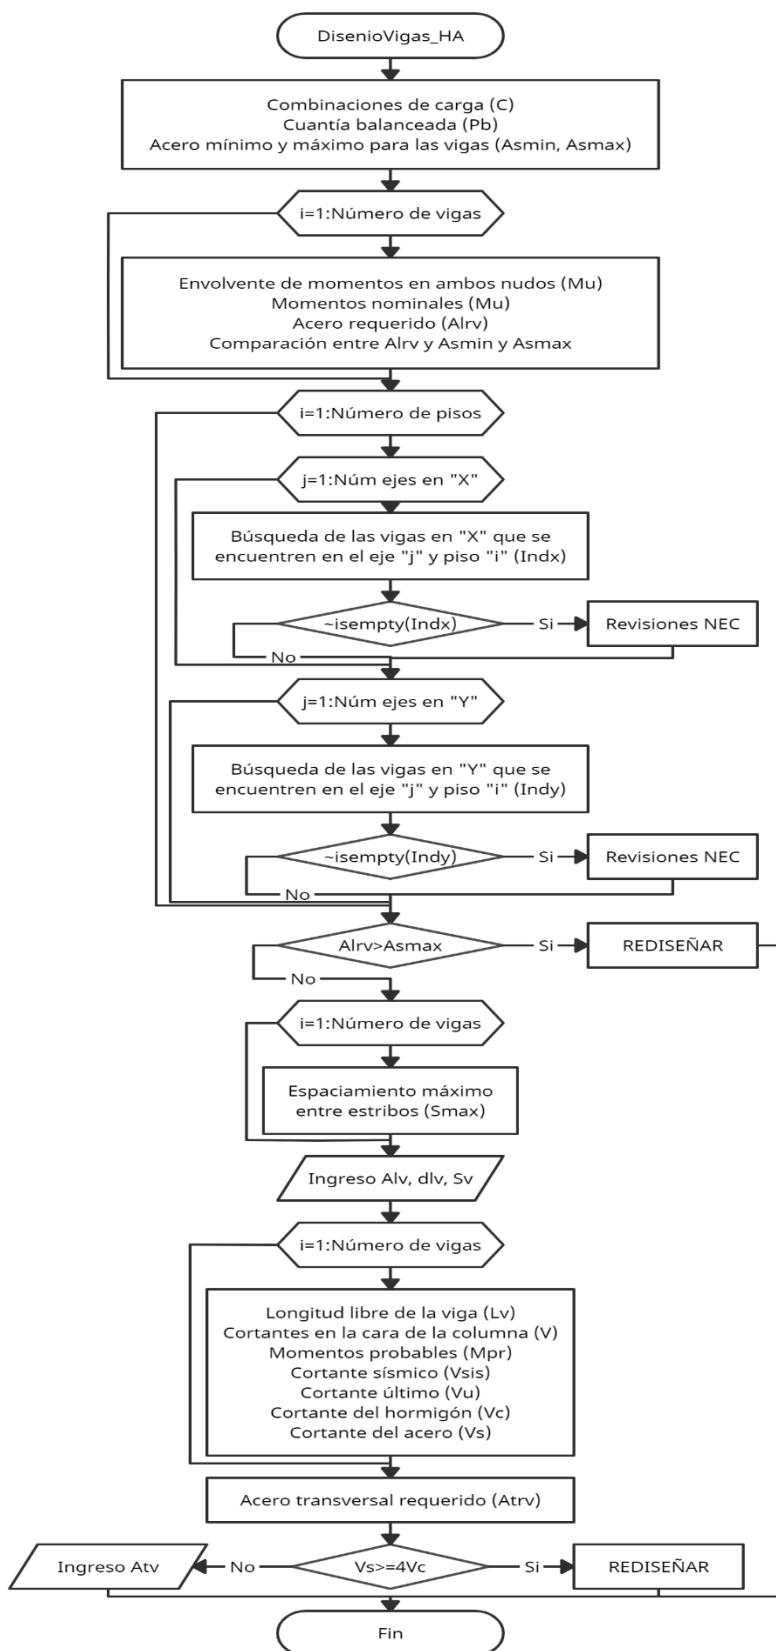 DisenioVigas_HA
Combinaciones de carga (C)
Cuantía balanceada (Pb)
Acero mínimo y máximo para las vigas (Asmin, Asmax)
i=1:Número de vigas
Envolvente de momentos en ambos nudos (Mu)
Momentos nominales (Mu)
Acero requerido (Alrv)
Comparación entre Alrv y Asmin y Asmax
i=1:Número de pisos
j=1:Núm ejes en "X"
Búsqueda de las vigas en "X" que se
encuentren en el eje "j" y piso "i" (Indx)
~isempty(Indx)
Si
Revisiones NEC
No
j=1:Núm ejes en "Y"
Búsqueda de las vigas en "Y" que se
encuentren en el eje "j" y piso "i" (Indy)
~isempty(Indy)
Si
Revisiones NEC
No
Alrv>Asmax
Si
REDISEÑAR
No
i=1:Número de vigas
Espaciamiento máximo
entre estribos (Smax)
Ingreso Alv, dlv, Sv
i=1:Número de vigas
Longitud libre de la viga (Lv)
Cortantes en la cara de la columna (V)
Momentos probables (Mpr)
Cortante sísmico (Vsis)
Cortante último (Vu)
Cortante del hormigón (Vc)
Cortante del acero (Vs)
Acero transversal requerido (Atrv)
Ingreso Atv
No
Vs>=4Vc
Si
REDISEÑAR
Fin